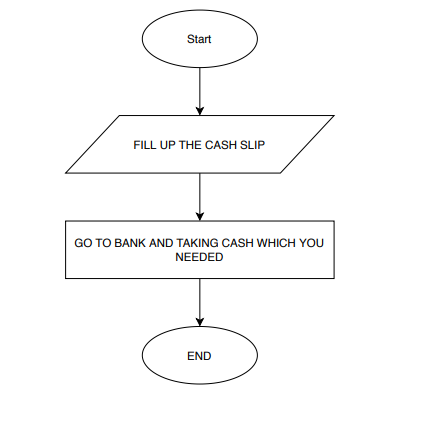 Start
FILL UP THE CASH SLIP
GO TO BANK AND TAKING CASH WHICH YOU
NEEDED
END